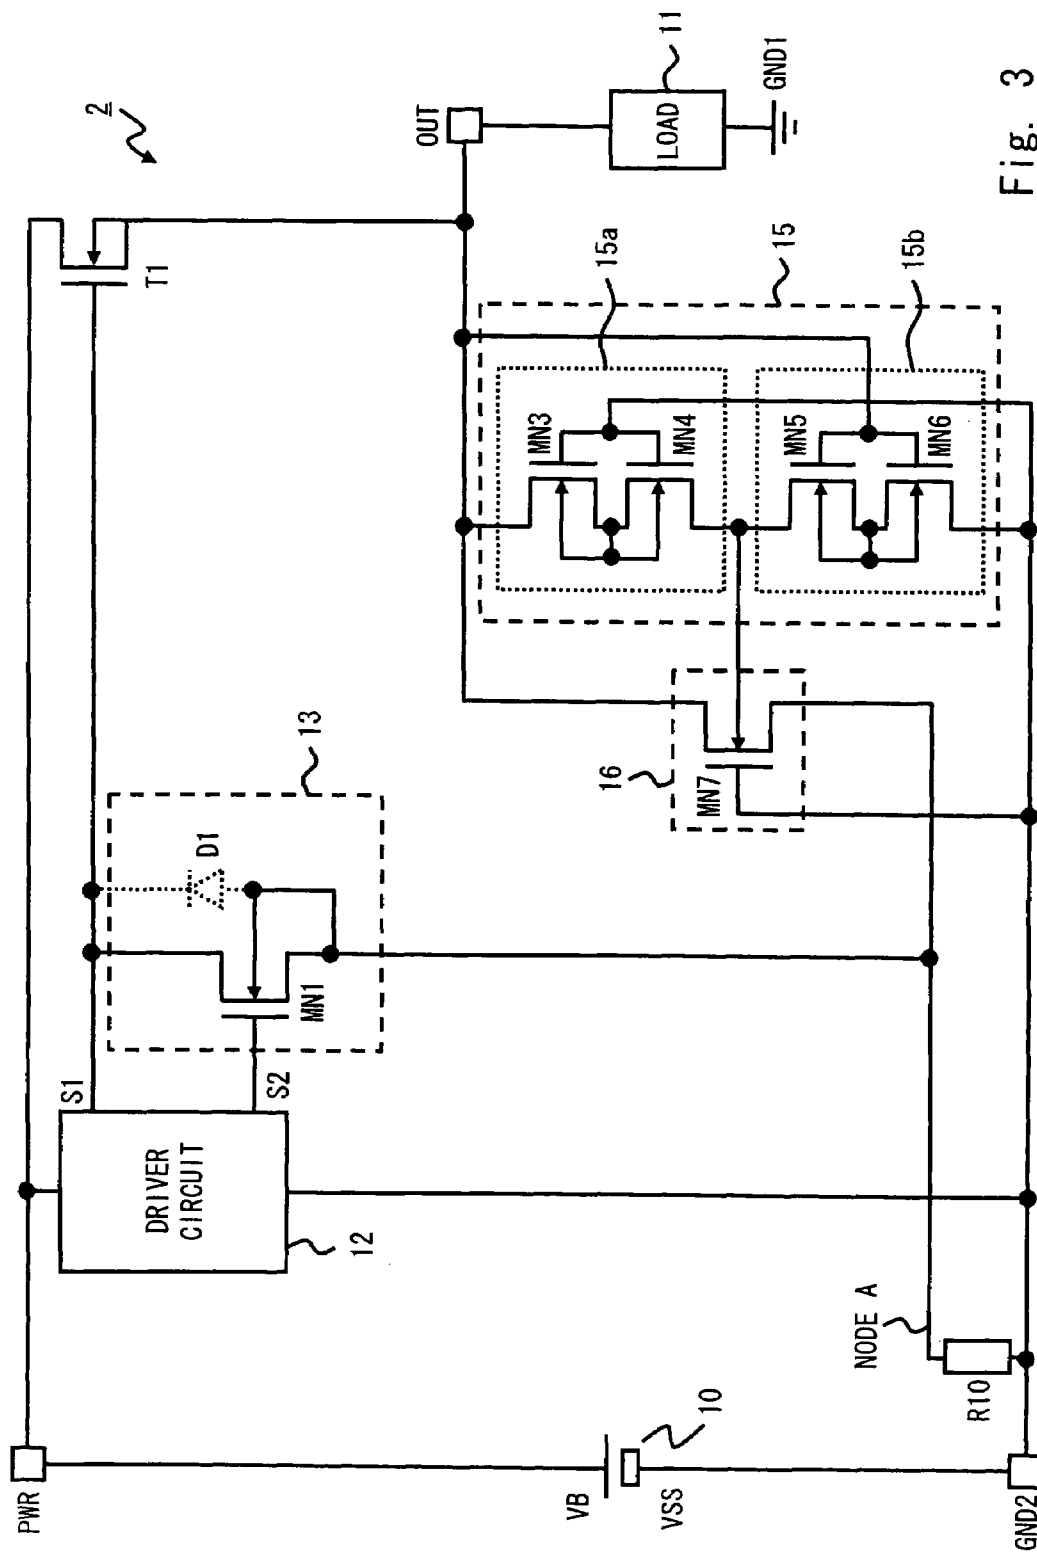 2
PWR
T1
OUT
11
LOAD
GND1
S1
S2
DRIVER
CIRCUIT
12
13
D1
MN1
15a
15
15b
MN3
MN4
MN5
MN6
16
MN7
VB
VSS
10
NODE A
R10
GND2
Fig. 3